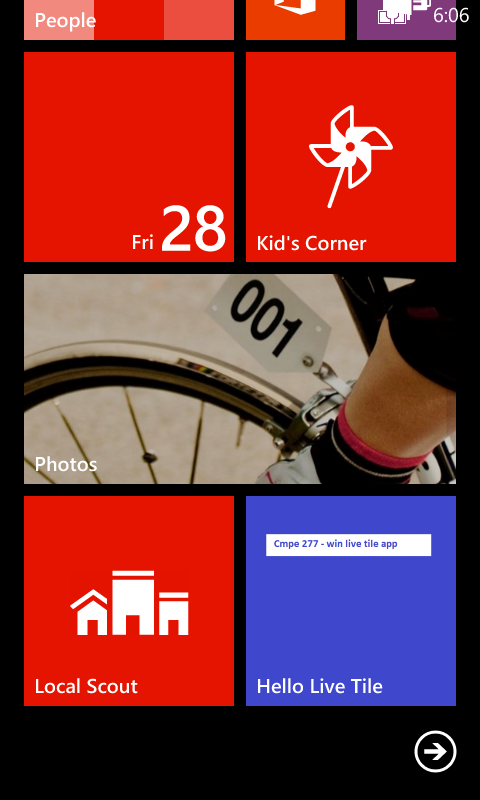 People
6:06
Fri 28
Kid's Corner
001
Photos
Cmpe 277 - win live tile app
Local Scout
Hello Live Tile